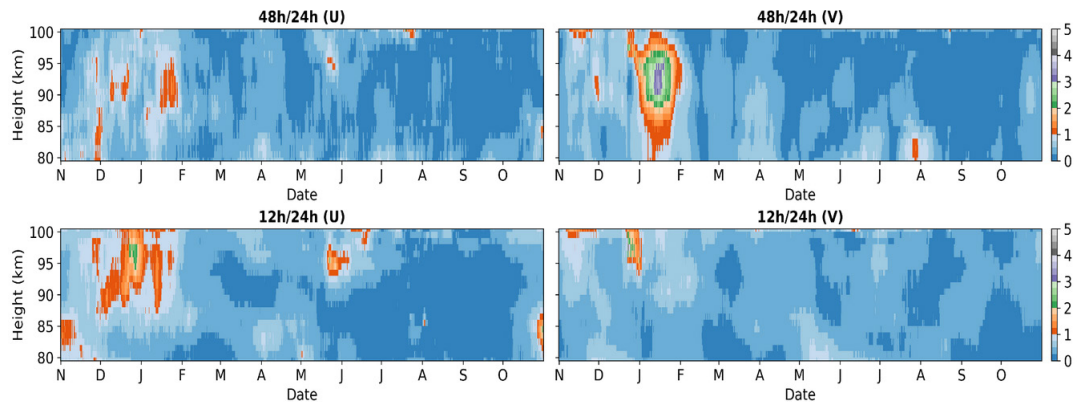 48h/24h (U)
48h/24h (V)
Height (km)
100
95
90
85
80
N D J F M A M J J A S O
Date
N D J F M A M J J A S O
Date
5
4
3
2
1
0
12h/24h (U)
12h/24h (V)
Height (km)
100
95
90
85
80
N D J F M A M J J A S O
Date
N D J F M A M J J A S O
Date
5
4
3
2
1
0